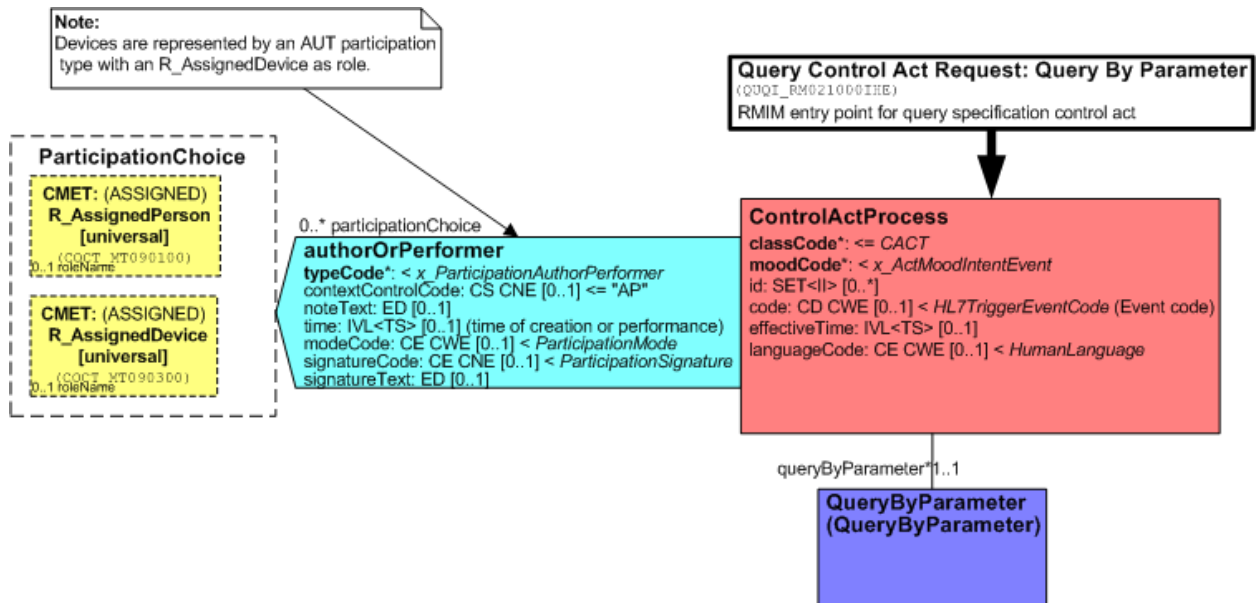 Note:
Devices are represented by an AUT participation
type with an R_AssignedDevice as role.
Query Control Act Request: Query By Parameter
(QUQI_RM021000IHE)
RMIM entry point for query specification control act
ParticipationChoice
CMET: (ASSIGNED)
R_AssignedPerson
[universal]
(COCT_MT090100)
0..1 roleName
CMET: (ASSIGNED)
R_AssignedDevice
[universal]
(COCT_MT090300)
0..1 roleName
0..* participationChoice
authorOrPerformer
typeCode*: < x_ParticipationAuthorPerformer
contextControlCode: CS CNE [0..1] <= "AP"
noteText: ED [0..1]
time: IVL<TS> [0..1] (time of creation or performance)
modeCode: CE CWE [0..1] < ParticipationMode
signatureCode: CE CNE [0..1] < ParticipationSignature
signatureText: ED [0..1]
ControlActProcess
classCode*: <= CACT
moodCode*: < x_ActMoodIntentEvent
id: SET<II> [0..*]
code: CD CWE [0..1] < HL7TriggerEventCode (Event code)
effectiveTime: IVL<TS> [0..1]
languageCode: CE CWE [0..1] < HumanLanguage
queryByParameter*1..1
QueryByParameter
(QueryByParameter)